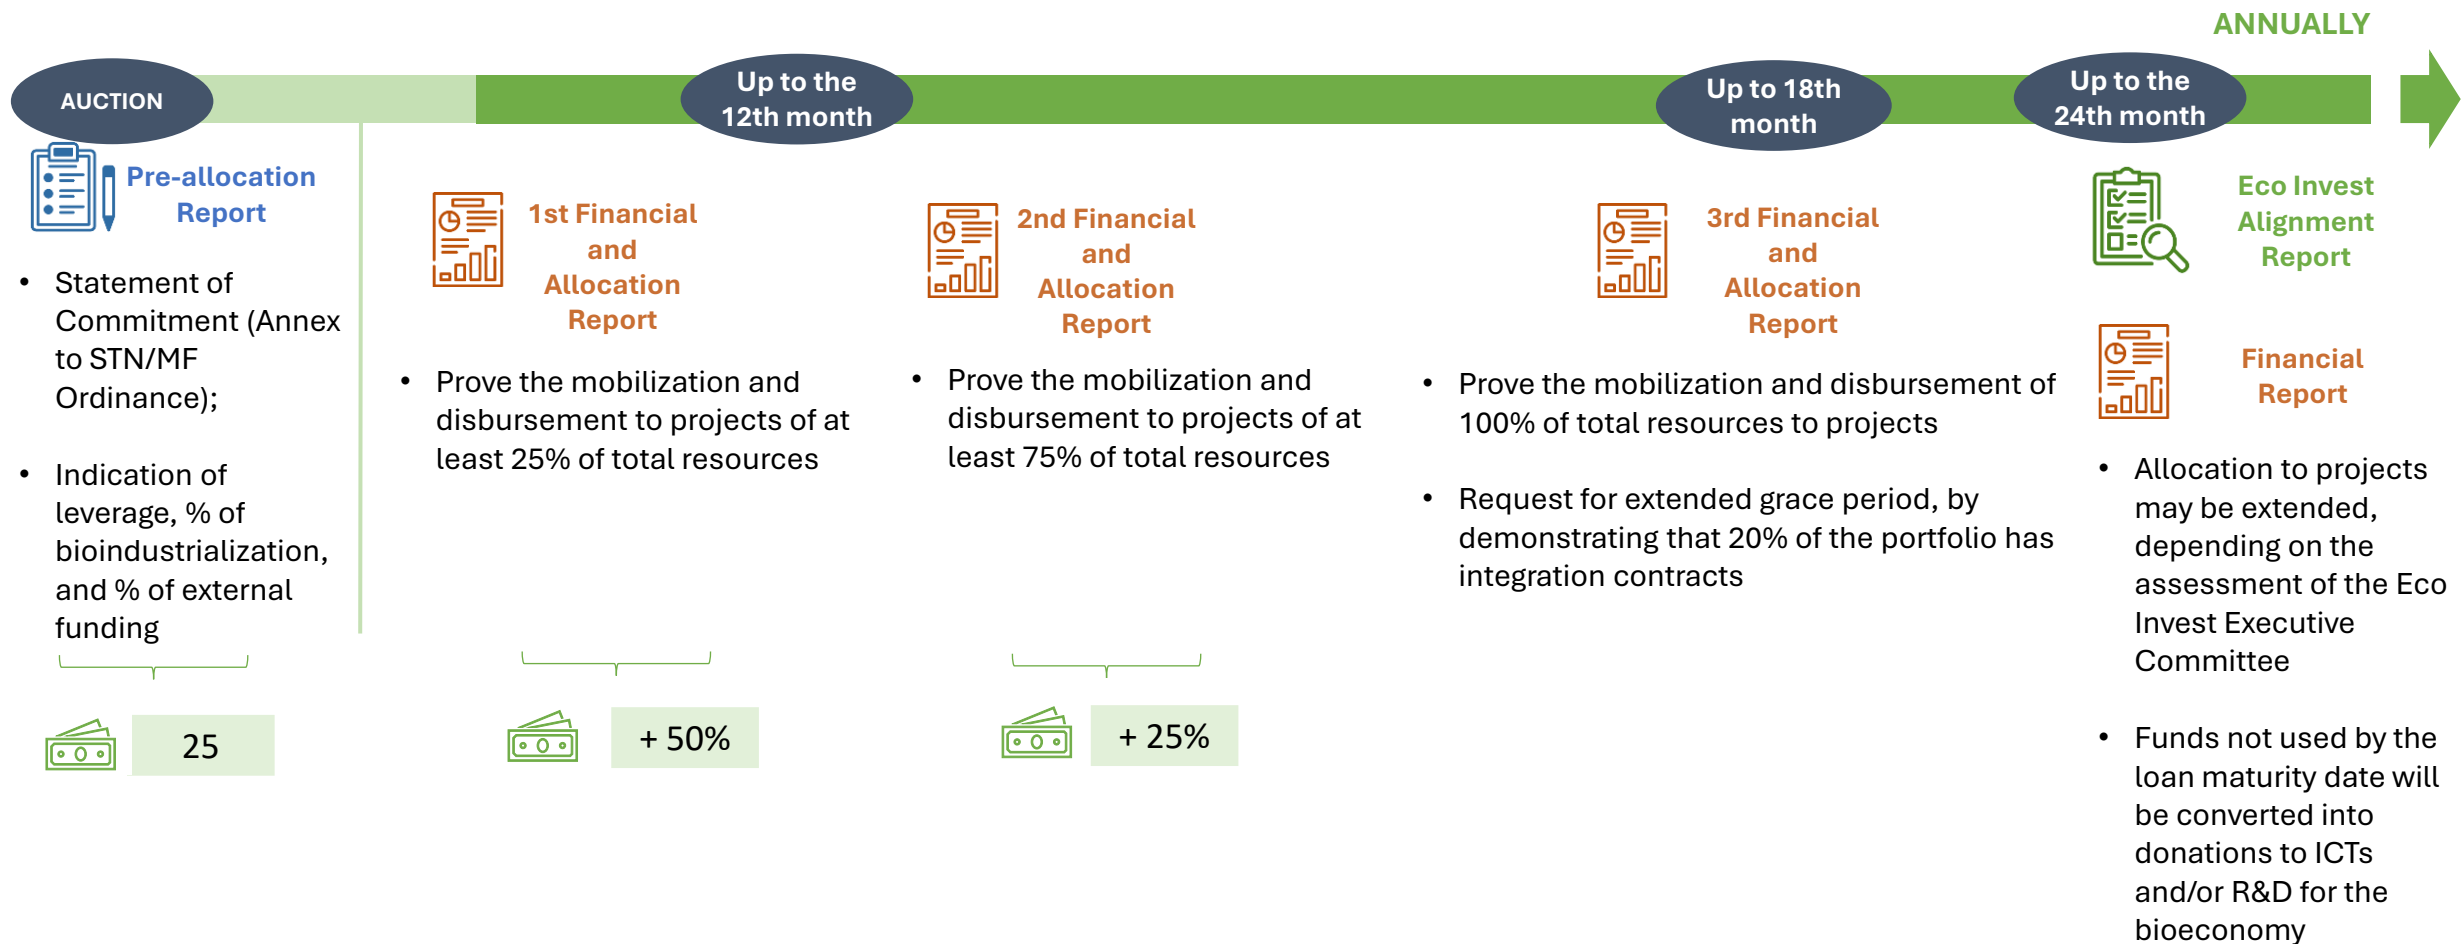 ANNUALLY
AUCTION
Up to the
12th month
Up to 18th
month
Up to the
24th month
Pre-allocation
Report
• Statement of
Commitment (Annex
to STN/MF
Ordinance);
• Indication of
leverage, % of
bioindustrialization,
and % of external
funding
25
1st Financial
and
Allocation
Report
• Prove the mobilization and
disbursement to projects of at
least 25% of total resources
+ 50%
2nd Financial
and
Allocation
Report
• Prove the mobilization and
disbursement to projects of at
least 75% of total resources
+ 25%
3rd Financial
and
Allocation
Report
• Prove the mobilization and disbursement of
100% of total resources to projects
• Request for extended grace period, by
demonstrating that 20% of the portfolio has
integration contracts
Eco Invest
Alignment
Report
Financial
Report
• Allocation to projects
may be extended,
depending on the
assessment of the Eco
Invest Executive
Committee
• Funds not used by the
loan maturity date will
be converted into
donations to ICTs
and/or R&D for the
bioeconomy